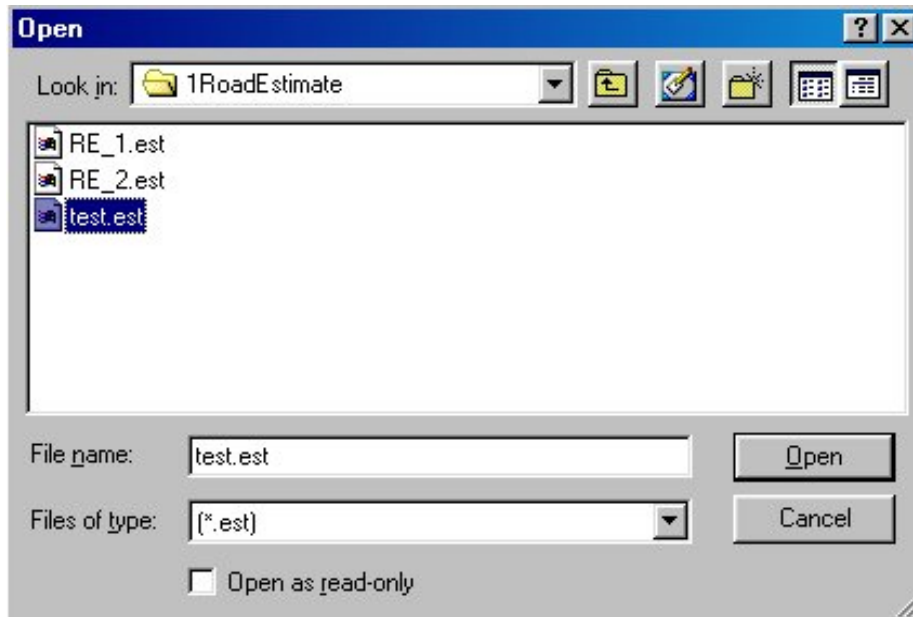 Open
Look in: 1RoadEstimate
RE_1.est
RE_2.est
test.est
File name: test.est Open
Files of type: (*.est) Cancel
Open as read-only